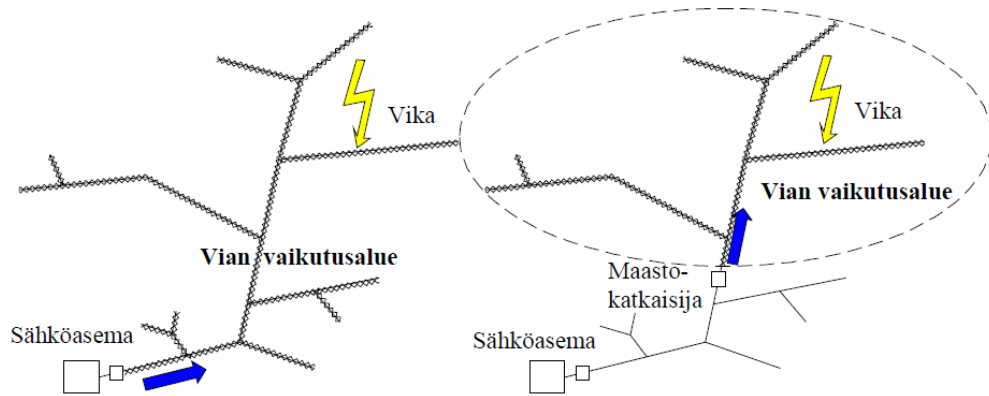 Vika
Vian vaikutusalue
Sähköasema
Vika
Vian vaikutusalue
Maasto-
katkaisija
Sähköasema